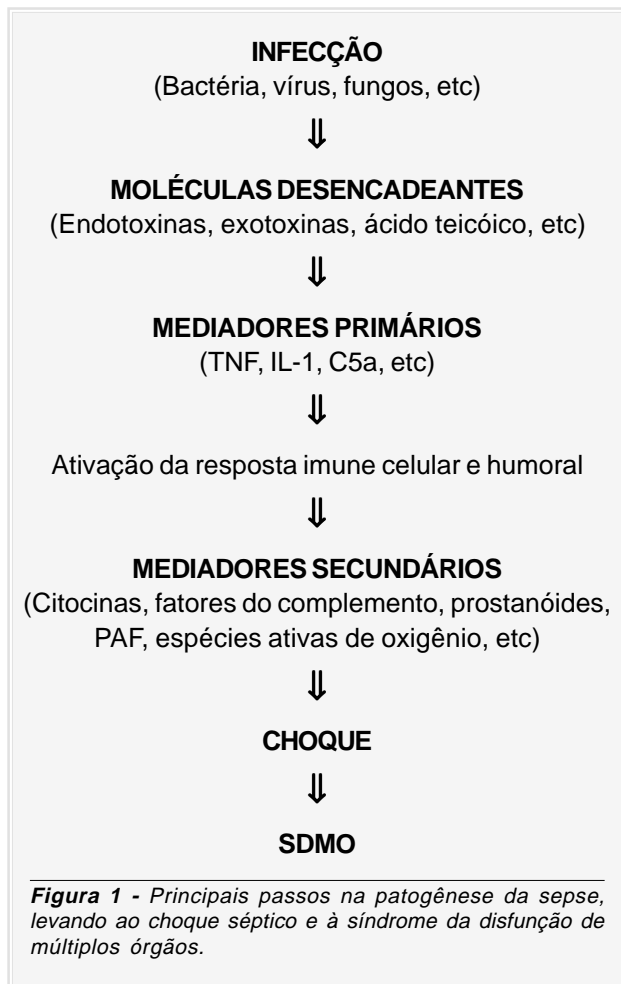 INFECÇÃO
(Bactéria, vírus, fungos, etc)
⇓
MOLÉCULAS DESENCADEANTES
(Endotoxinas, exotoxinas, ácido teicóico, etc)
⇓
MEDIADORES PRIMÁRIOS
(TNF, IL-1, C5a, etc)
⇓
Ativação da resposta imune celular e humoral
⇓
MEDIADORES SECUNDÁRIOS
(Citocinas, fatores do complemento, prostanóides,
PAF, espécies ativas de oxigênio, etc)
⇓
CHOQUE
⇓
SDMO
Figura 1 - Principais passos na patogênese da sepse,
levando ao choque séptico e à síndrome da disfunção de
múltiplos órgãos.